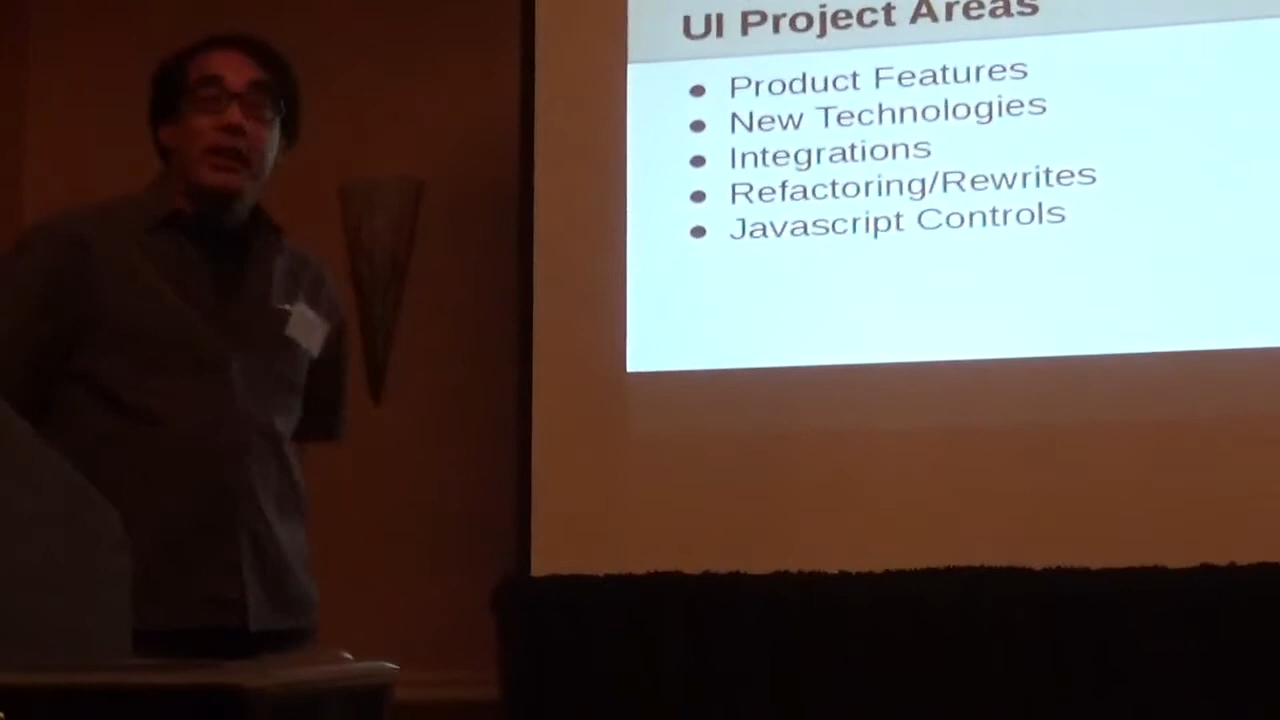 UI Project Areas
● Product Features
● New Technologies
● Integrations
● Refactoring/Rewrites
● Javascript Controls